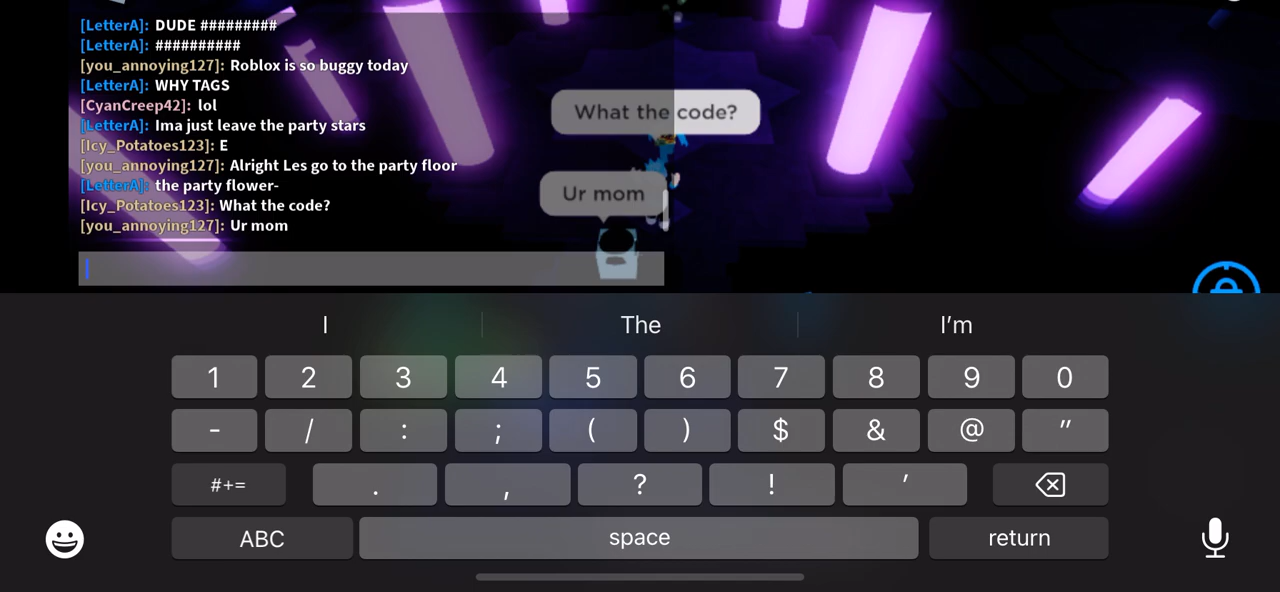 [LetterA]: DUDE #########
[LetterA]: ##########
[you_annoying127]: Roblox is so buggy today
[LetterA]: WHY TAGS
[CyanCreep42]: lol
[LetterA]: Ima just leave the party stars
[Icy_Potatoes123]: E
[you_annoying127]: Alright Les go to the party floor
[LetterA]: the party flower-
[Icy_Potatoes123]: What the code?
[you_annoying127]: Ur mom
What the code?
Ur mom
I The I’m
1 2 3 4 5 6 7 8 9 0
- / : ; ( ) $ & @ "
#+= . , ? ! ’
ABC space return